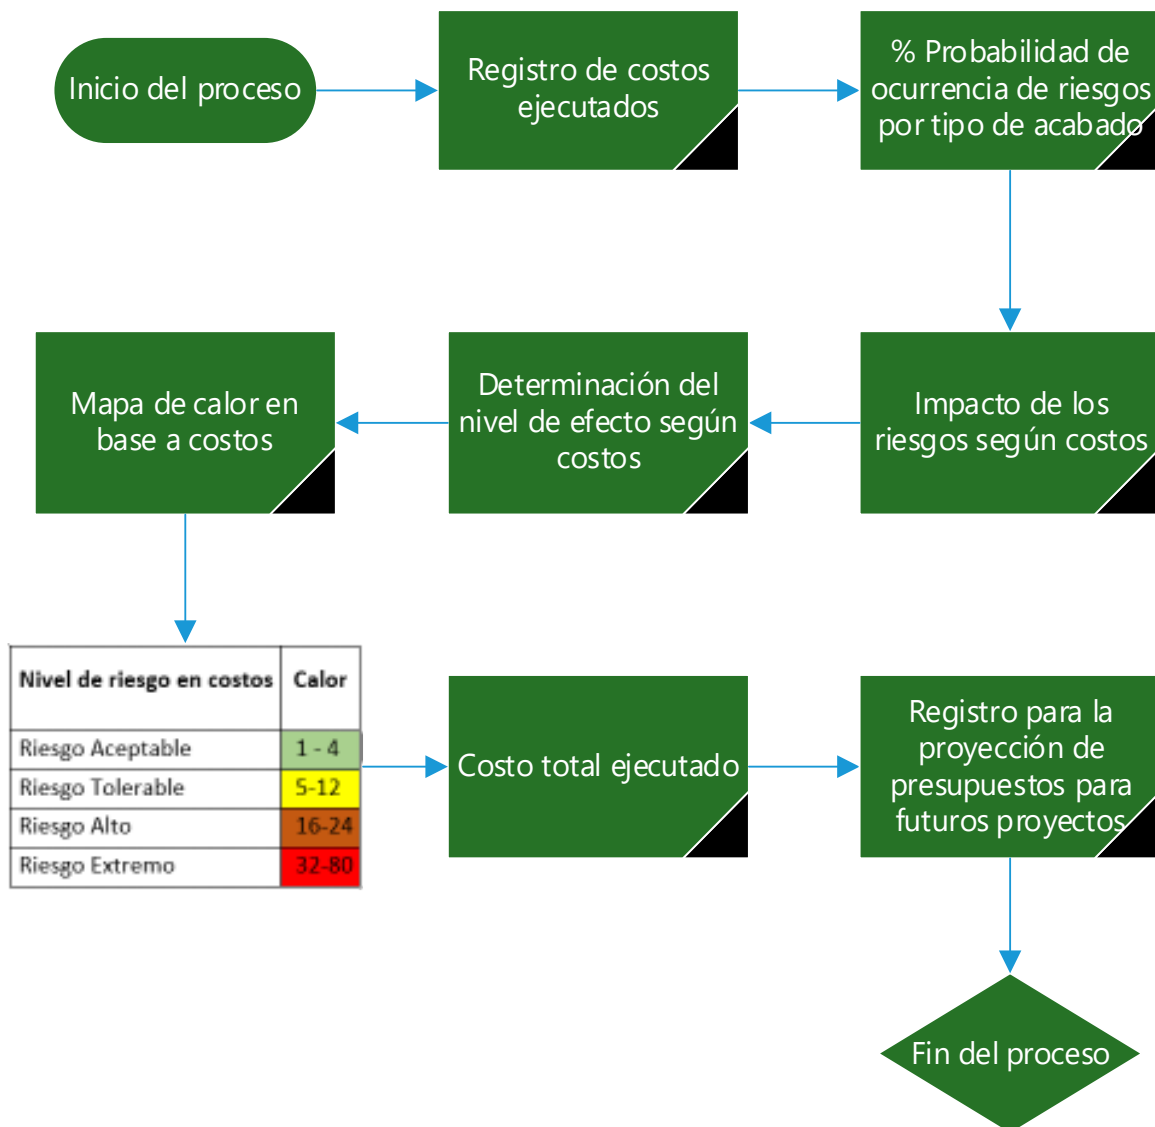 Inicio del proceso
Registro de costos
ejecutados
% Probabilidad de
ocurrencia de riesgos
por tipo de acabado
Impacto de los
riesgos según costos
Determinación del
nivel de efecto según
costos
Mapa de calor en
base a costos
Nivel de riesgo en costos Calor
Riesgo Aceptable 1 - 4
Riesgo Tolerable 5-12
Riesgo Alto 16-24
Riesgo Extremo 32-80
Costo total ejecutado
Registro para la
proyección de
presupuestos para
futuros proyectos
Fin del proceso